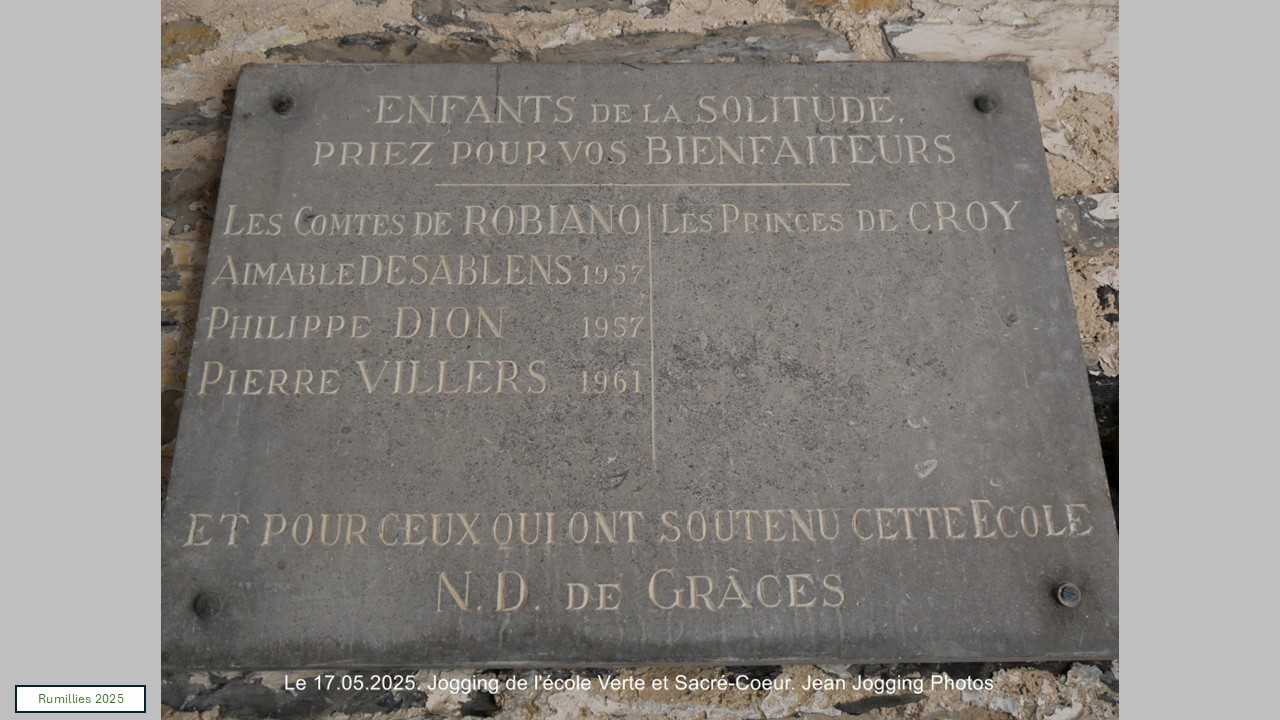 ENFANTS DE LA SOLITUDE,
PRIEZ POUR VOS BIENFAITEURS
LES COMTES DE ROBIANO
AIMABLE DESABLENS 1957
PHILIPPE DION 1957
PIERRE VILLERS 1961
LES PRINCES DE CROY
ET POUR CEUX QUI ONT SOUTENU CETTE ECOLE
N. D. DE GRÂCES
Le 17.05.2025. Jogging de l'école Verte et Sacré-Coeur. Jean Jogging Photos
Rumillies 2025